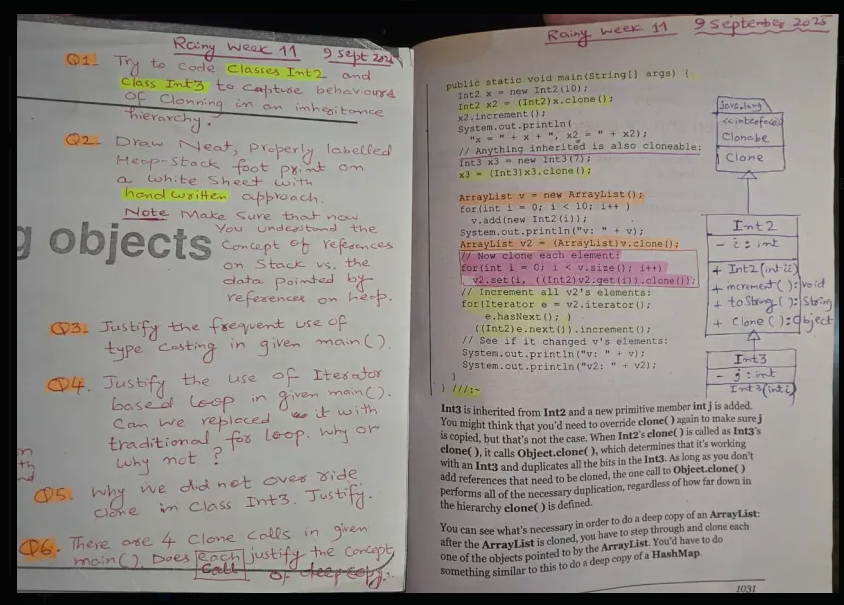 Rainy Week 11 9 Sept 2025
Q1. Try to code Classes Int2 and
Class Int3 to capture behaviours
of Clonning in an inheritance
hierarchy.
Q2. Draw Neat, properly labelled
Heap-Stack foot print on
a white Sheet with
hand written approach.
Note Make Sure that now
You understand the
Concept of references
on Stack vs. the
data pointed by
references on heap.
g objects
Q3. Justify the frequent use of
type casting in given main().
Q4. Justify the use of Iterator
based loop in given main().
Can we replaced it with
traditional for loop. why or
why not ?
Q5. why we did not over ride
clone in Class Int3. Justify.
Q6. There are 4 Clone calls in given
main(). Does each justify the concept
Call of deep copy.
Rainy Week 11 9 September 2025
public static void main(String[] args) {
Int2 x = new Int2(10);
Int2 x2 = (Int2)x.clone();
x2.increment();
System.out.println(
"x = " + x + ", x2 = " + x2);
// Anything inherited is also cloneable:
Int3 x3 = new Int3(7);
x3 = (Int3)x3.clone();
ArrayList v = new ArrayList();
for(int i = 0; i < 10; i++ )
v.add(new Int2(i));
System.out.println("v: " + v);
ArrayList v2 = (ArrayList)v.clone();
// Now clone each element:
for(int i = 0; i < v.size(); i++)
v2.set(i, ((Int2)v2.get(i)).clone());
// Increment all v2's elements:
for(Iterator e = v2.iterator();
e.hasNext(); )
((Int2)e.next()).increment();
// See if it changed v's elements:
System.out.println("v: " + v);
System.out.println("v2: " + v2);
}
} ///:~
Java.lang
<<interface>>
Clonabe
Clone
Int2
- i : int
+ Int2(int i)
+ increment( ): void
+ toString( ): String
+ Clone( ): Object
Int3
- j : int
Int3(int i)
Int3 is inherited from Int2 and a new primitive member int j is added.
You might think that you'd need to override clone( ) again to make sure j
is copied, but that's not the case. When Int2's clone( ) is called as Int3's
clone( ), it calls Object.clone( ), which determines that it's working
with an Int3 and duplicates all the bits in the Int3. As long as you don't
add references that need to be cloned, the one call to Object.clone( )
performs all of the necessary duplication, regardless of how far down in
the hierarchy clone( ) is defined.
You can see what's necessary in order to do a deep copy of an ArrayList:
after the ArrayList is cloned, you have to step through and clone each
one of the objects pointed to by the ArrayList. You'd have to do
something similar to this to do a deep copy of a HashMap.
1031